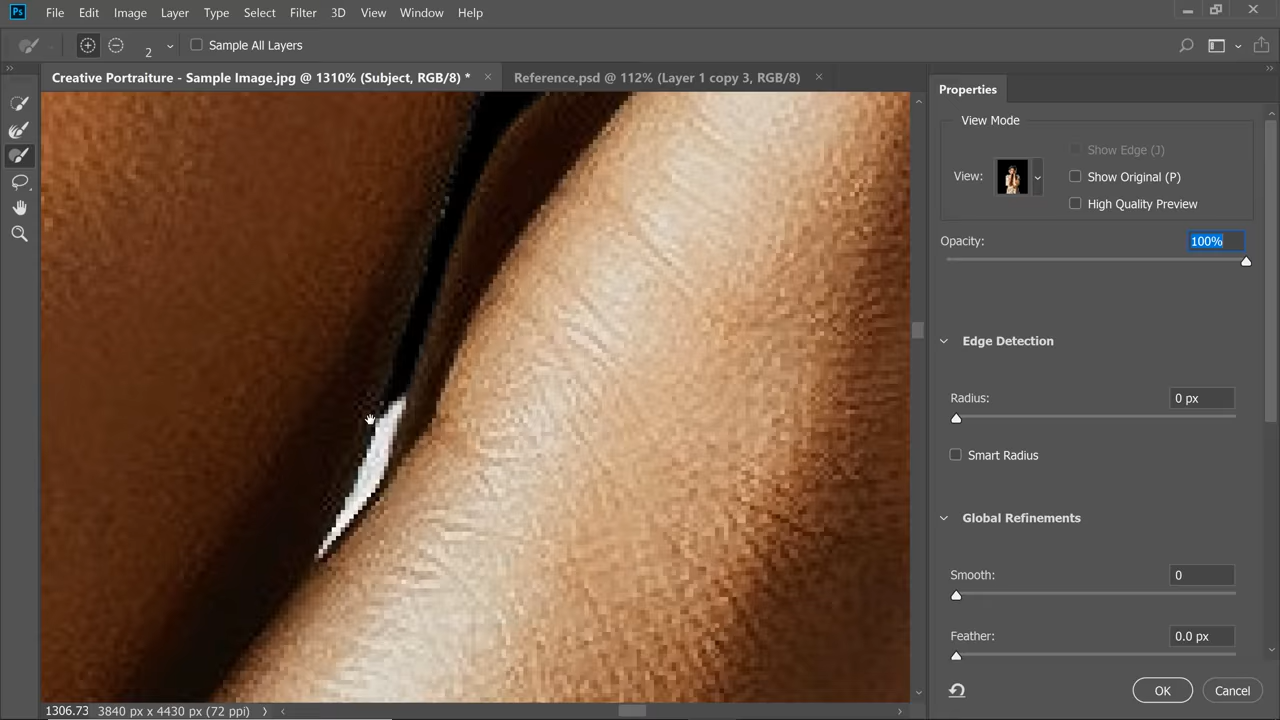 Ps File Edit Image Layer Type Select Filter 3D View Window Help
2 Sample All Layers
Creative Portraiture - Sample Image.jpg @ 1310% (Subject, RGB/8) *
Reference.psd @ 112% (Layer 1 copy 3, RGB/8)
Properties
View Mode
Show Edge (J)
View:
Show Original (P)
High Quality Preview
Opacity: 100%
Edge Detection
Radius: 0 px
Smart Radius
Global Refinements
Smooth: 0
Feather: 0.0 px
OK Cancel
1306.73 3840 px x 4430 px (72 ppi)